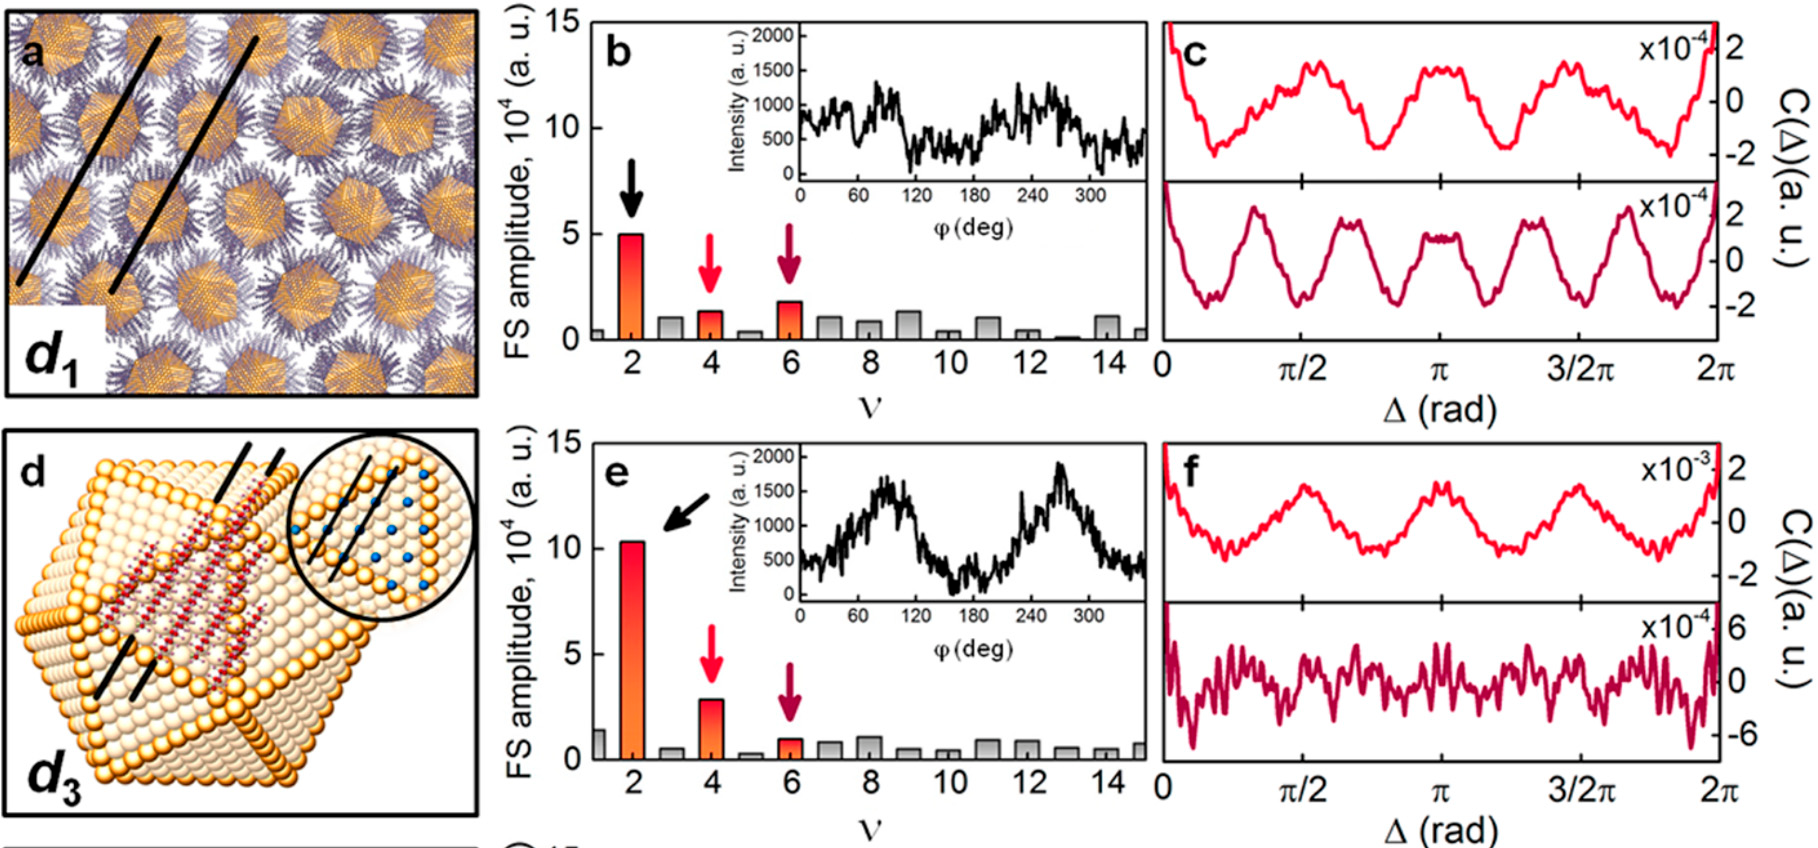 a
d1
b
FS amplitude, 10^4 (a. u.)
15
10
5
0
2 4 6 8 10 12 14
ν
Intensity (a. u.)
2000
1500
1000
500
0
0 60 120 180 240 300
φ (deg)
c
x10^-4
2
0
-2
x10^-4
2
0
-2
C(Δ)(a. u.)
0 π/2 π 3/2π 2π
Δ (rad)
d
d3
e
FS amplitude, 10^4 (a. u.)
15
10
5
0
2 4 6 8 10 12 14
ν
Intensity (a. u.)
2000
1500
1000
500
0
0 60 120 180 240 300
φ (deg)
f
x10^-3
2
0
-2
x10^-4
6
0
-6
C(Δ)(a. u.)
0 π/2 π 3/2π 2π
Δ (rad)